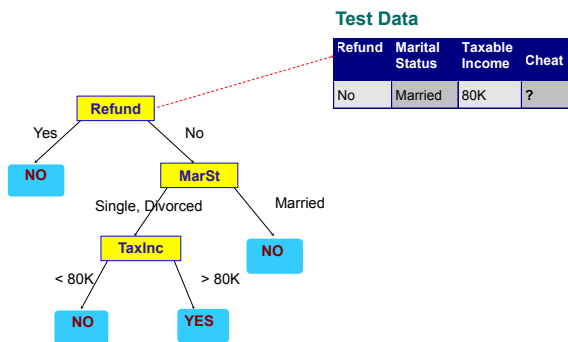 Test Data
Refund Marital Status Taxable Income Cheat
No Married 80K ?
Refund
Yes No
NO MarSt
Single, Divorced Married
TaxInc NO
< 80K > 80K
NO YES